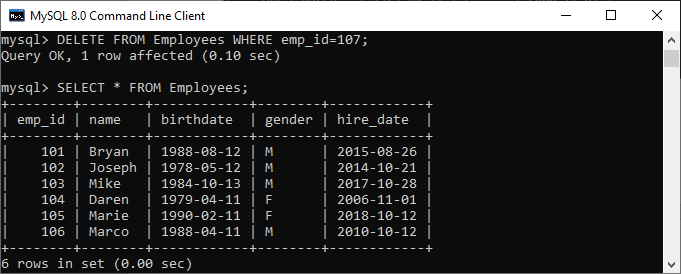 MySQL 8.0 Command Line Client
mysql> DELETE FROM Employees WHERE emp_id=107;
Query OK, 1 row affected (0.10 sec)
mysql> SELECT * FROM Employees;
+--------+--------+------------+--------+------------+
| emp_id | name   | birthdate  | gender | hire_date  |
+--------+--------+------------+--------+------------+
|    101 | Bryan  | 1988-08-12 | M      | 2015-08-26 |
|    102 | Joseph | 1978-05-12 | M      | 2014-10-21 |
|    103 | Mike   | 1984-10-13 | M      | 2017-10-28 |
|    104 | Daren  | 1979-04-11 | F      | 2006-11-01 |
|    105 | Marie  | 1990-02-11 | F      | 2018-10-12 |
|    106 | Marco  | 1988-04-11 | M      | 2010-10-12 |
+--------+--------+------------+--------+------------+
6 rows in set (0.00 sec)